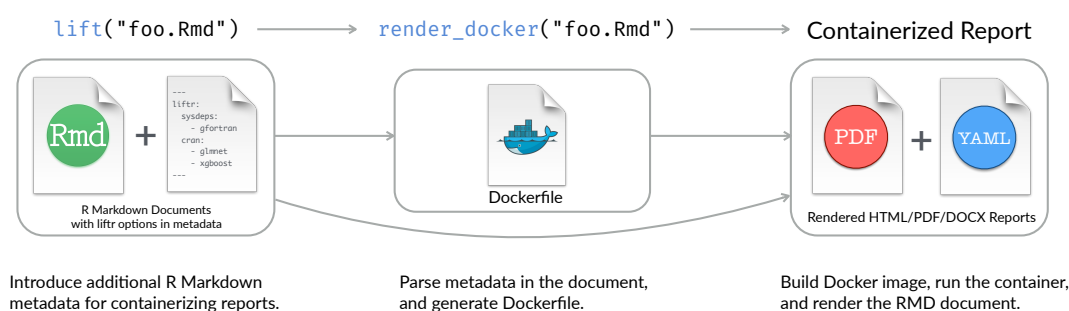 lift("foo.Rmd")
render_docker("foo.Rmd")
Containerized Report
Rmd
+
---
liftr:
sysdeps:
- gfortran
cran:
- glmnet
- xgboost
---
R Markdown Documents
with liftr options in metadata
Dockerfile
PDF
+
YAML
Rendered HTML/PDF/DOCX Reports
Introduce additional R Markdown
metadata for containerizing reports.
Parse metadata in the document,
and generate Dockerfile.
Build Docker image, run the container,
and render the RMD document.